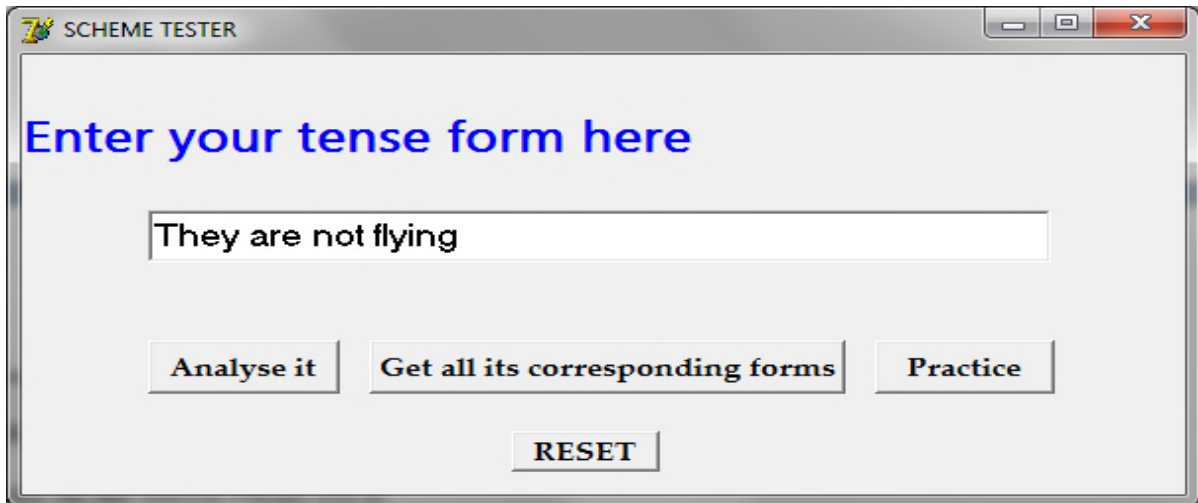 SCHEME TESTER
Enter your tense form here
They are not flying
Analyse it Get all its corresponding forms Practice
RESET